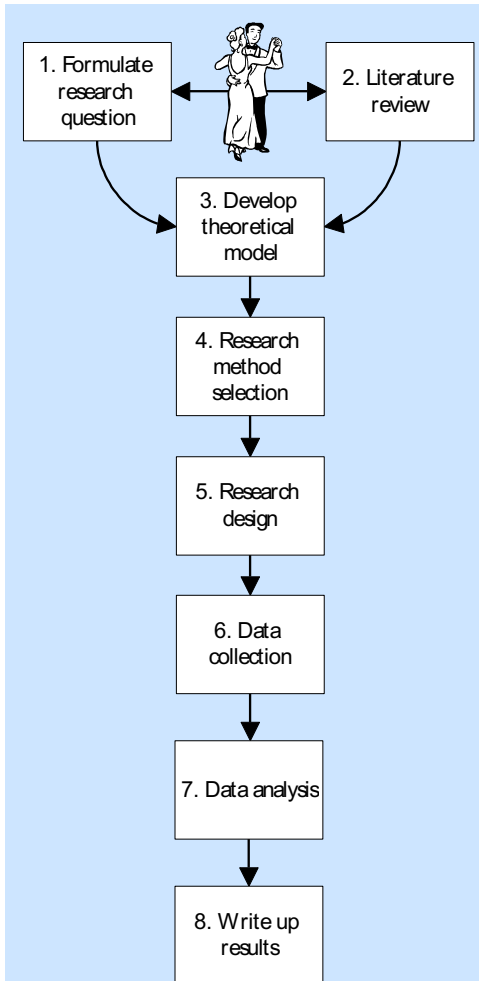 1. Formulate
research
question
2. Literature
review
3. Develop
theoretical
model
4. Research
method
selection
5. Research
design
6. Data
collection
7. Data analysis
8. Write up
results